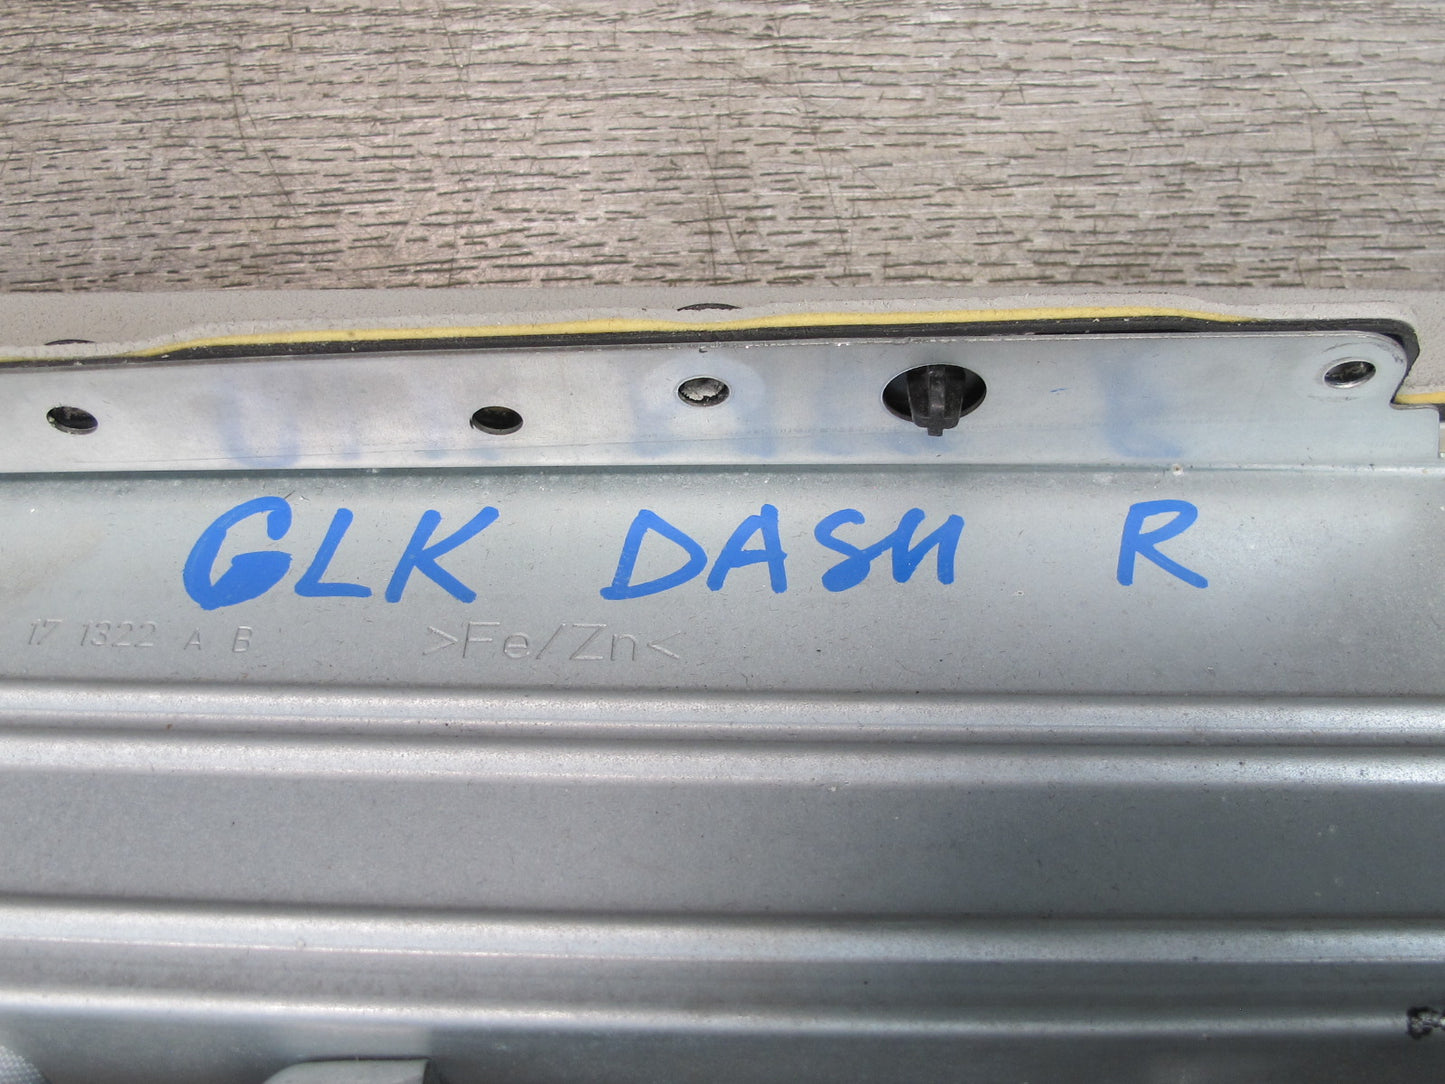 GLK DASH R
17 1322 A B >Fe/Zn<